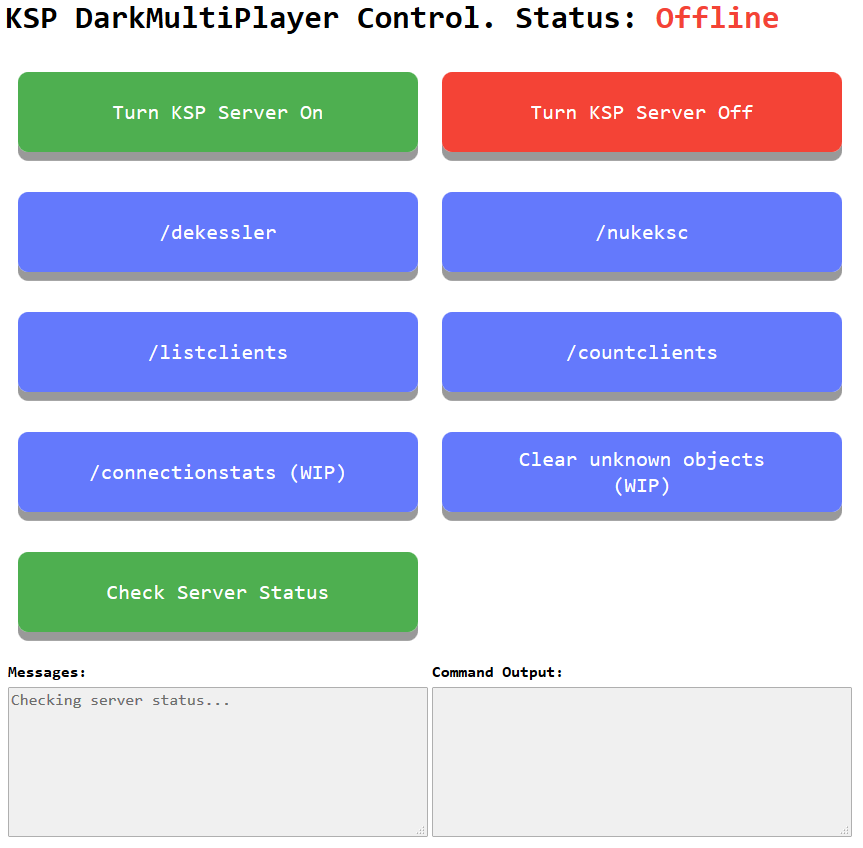 KSP DarkMultiPlayer Control. Status: Offline
Turn KSP Server On
Turn KSP Server Off
/dekessler
/nukeksc
/listclients
/countclients
/connectionstats (WIP)
Clear unknown objects
(WIP)
Check Server Status
Messages:
Command Output:
Checking server status...